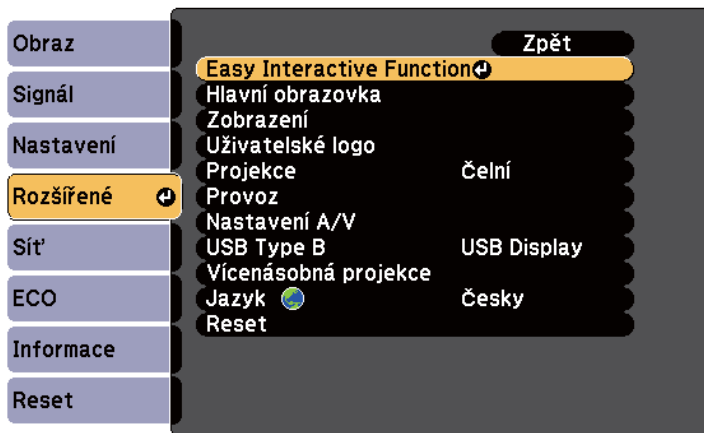 Obraz
Signál
Nastavení
Rozšířené
Síť
ECO
Informace
Reset
Zpět
Easy Interactive Function
Hlavní obrazovka
Zobrazení
Uživatelské logo
Projekce Čelní
Provoz
Nastavení A/V
USB Type B USB Display
Vícenásobná projekce
Jazyk Česky
Reset